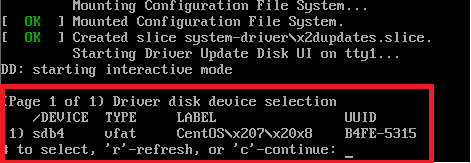 Mounting Configuration File System...
[  OK  ] Mounted Configuration File System.
[  OK  ] Created slice system-driver\x2dupdates.slice.
Starting Driver Update Disk UI on tty1...
DD: starting interactive mode
(Page 1 of 1) Driver disk device selection
/DEVICE TYPE LABEL UUID
1) sdb4 vfat CentOS\x207\x20x8 B4FE-5315
# to select, 'r'-refresh, or 'c'-continue: _